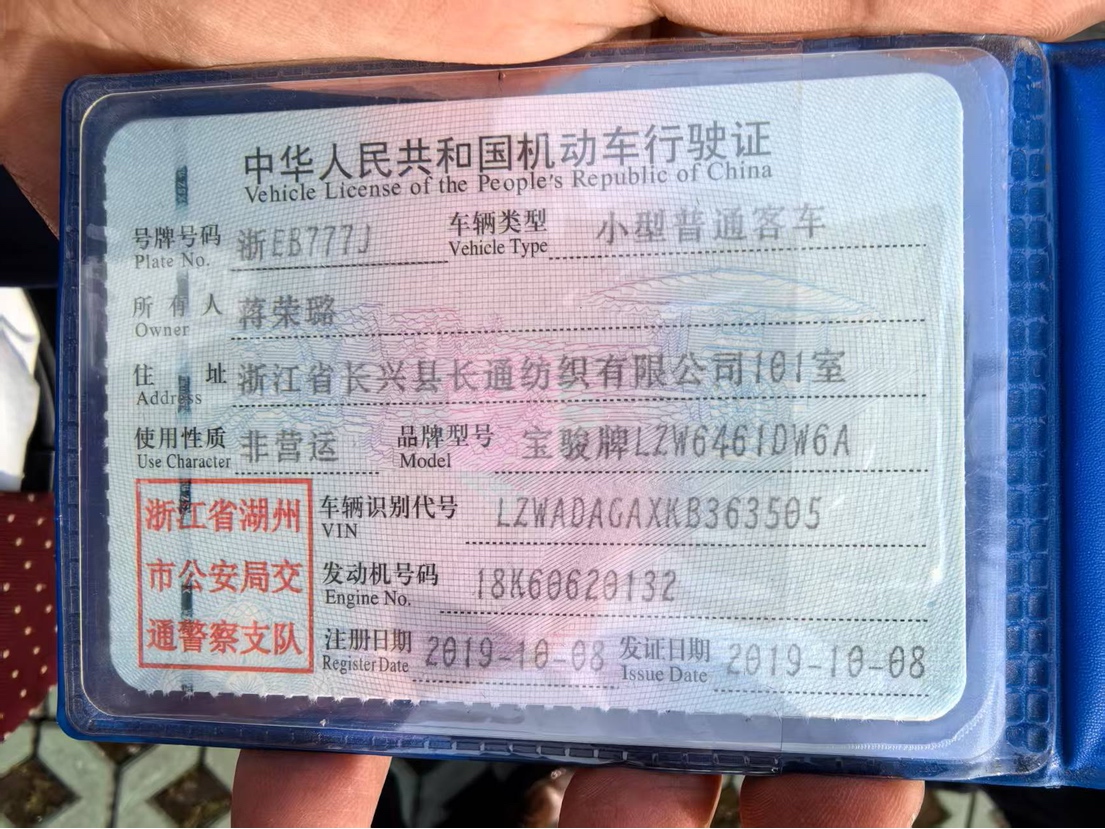 中华人民共和国机动车行驶证
Vehicle License of the People's Republic of China
号牌号码 浙EB777J 车辆类型 小型普通客车
Plate No. Vehicle Type
所有人 蒋荣璐
Owner
住址 浙江省长兴县长通纺织有限公司101室
Address
使用性质 非营运 品牌型号 宝骏牌LZW6461DW6A
Use Character Model
浙江省湖州
市公安局交
通警察支队
车辆识别代号 LZWADAGAXKB363505
VIN
发动机号码 18K60620132
Engine No.
注册日期 2019-10-08 发证日期 2019-10-08
Register Date Issue Date